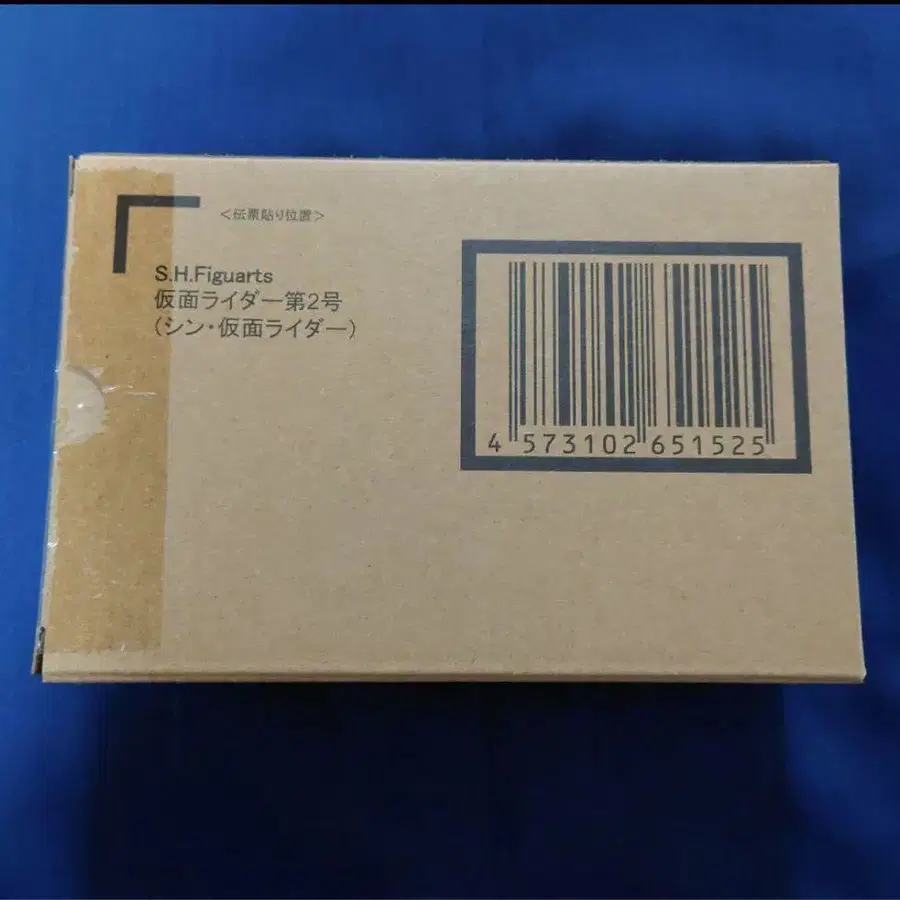 <伝票貼り位置>
S.H.Figuarts
仮面ライダー第2号
(シン・仮面ライダー)
4 573102 651525